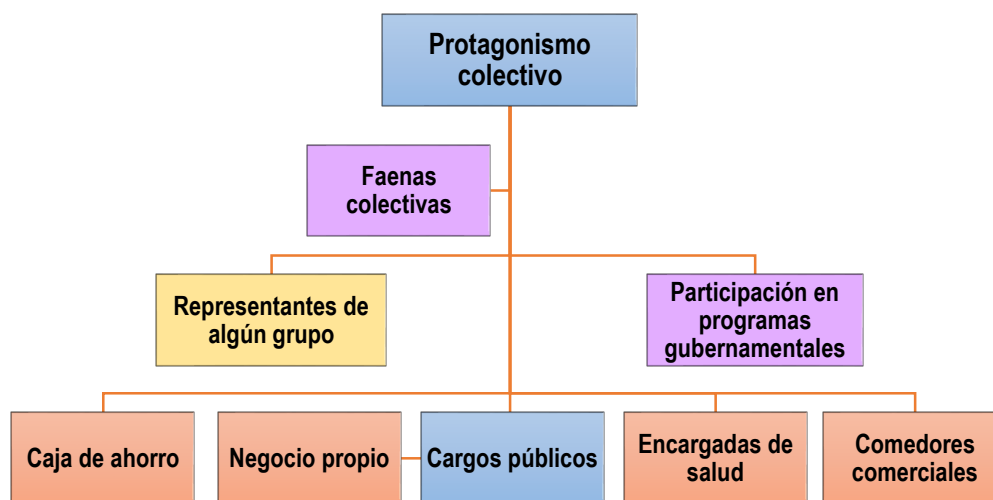 Protagonismo
colectivo
Faenas
colectivas
Representantes de
algún grupo
Participación en
programas
gubernamentales
Caja de ahorro
Negocio propio
Cargos públicos
Encargadas de
salud
Comedores
comerciales